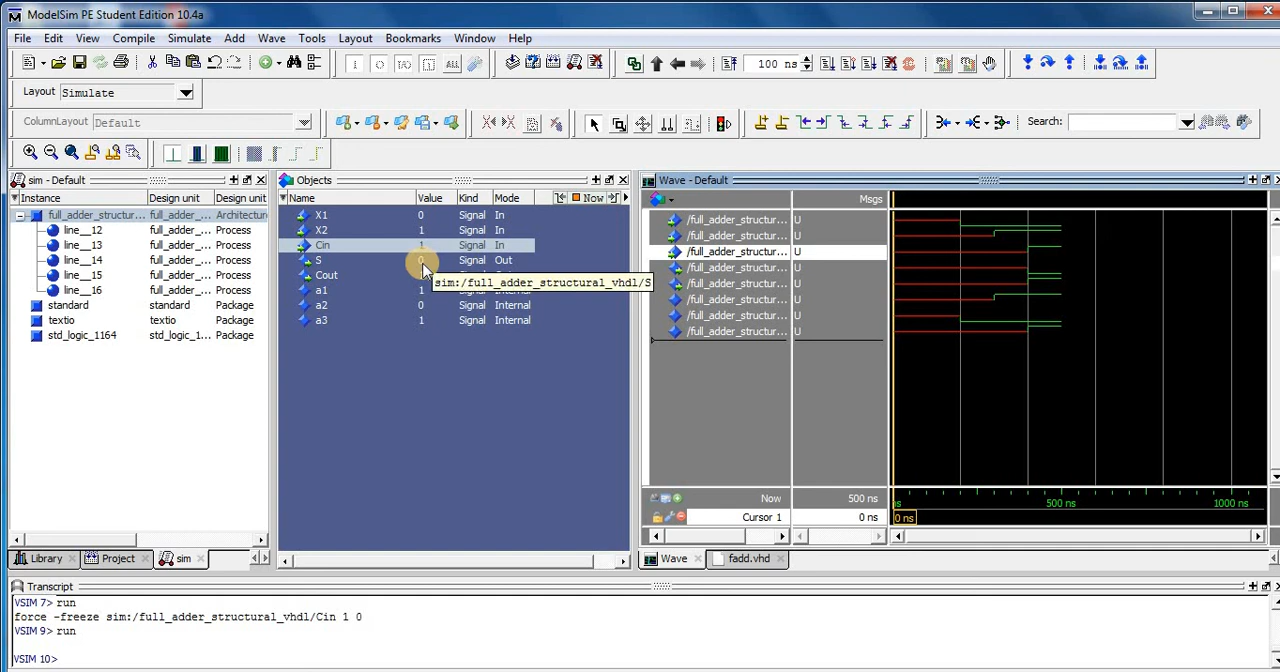 ModelSim PE Student Edition 10.4a
File Edit View Compile Simulate Add Wave Tools Layout Bookmarks Window Help
100 ns
Layout Simulate
ColumnLayout Default
Search:
sim - Default
Instance Design unit Design unit
full_adder_structur... full_adder_... Architecture
line__12 full_adder_... Process
line__13 full_adder_... Process
line__14 full_adder_... Process
line__15 full_adder_... Process
line__16 full_adder_... Process
standard standard Package
textio textio Package
std_logic_1164 std_logic_1... Package
Objects
Name Value Kind Mode Now
X1 0 Signal In
X2 1 Signal In
Cin 1 Signal In
S 0 Signal Out
Cout
sim:/full_adder_structural_vhdl/S
a1 1 Signal Internal
a2 0 Signal Internal
a3 1 Signal Internal
Wave - Default
Msgs
/full_adder_structur... U
/full_adder_structur... U
/full_adder_structur... U
/full_adder_structur... U
/full_adder_structur... U
/full_adder_structur... U
/full_adder_structur... U
/full_adder_structur... U
Now 500 ns
ns 500 ns 1000 ns
Cursor 1 0 ns
0 ns
Library Project sim
Wave fadd.vhd
Transcript
VSIM 7> run
force -freeze sim:/full_adder_structural_vhdl/Cin 1 0
VSIM 9> run
VSIM 10>